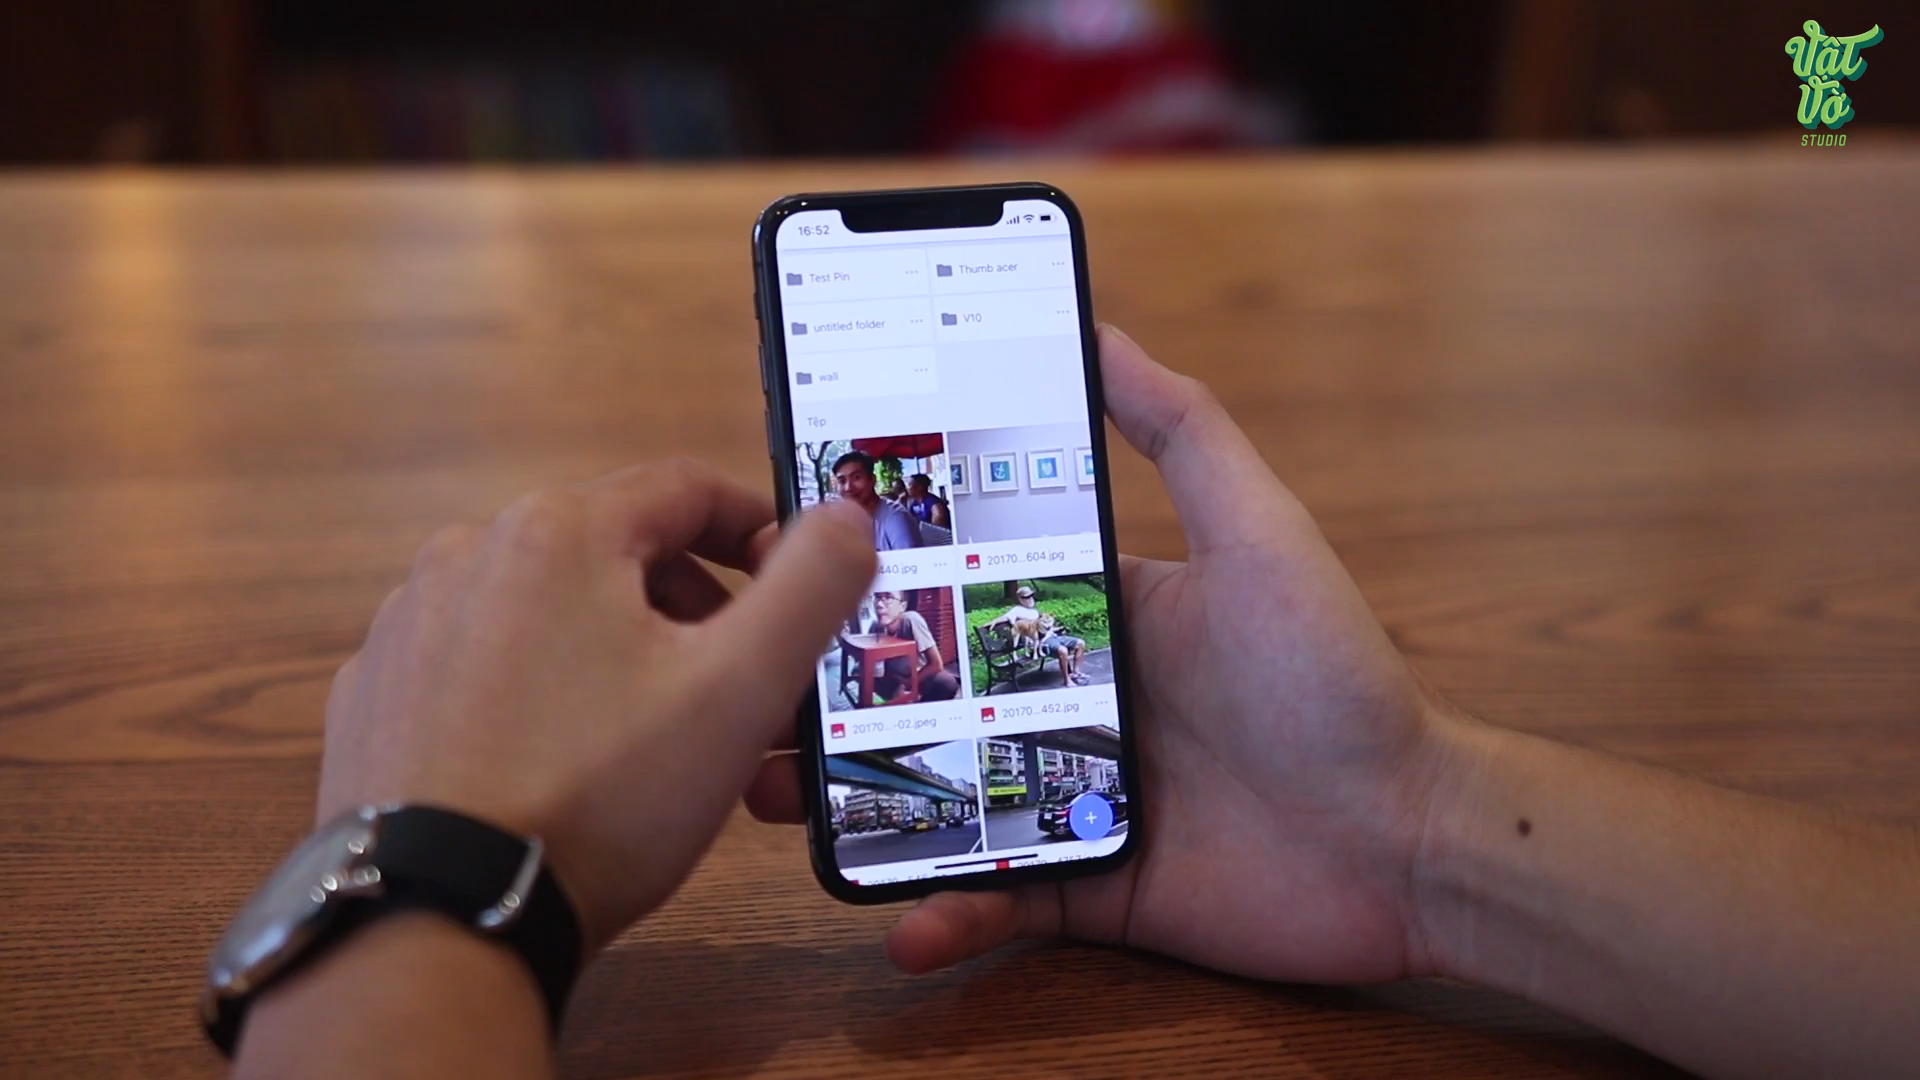 VẬT
VỜ
STUDIO
16:52
Test Pin
Thumb acer
untitled folder
V10
wall
Tệp
440.jpg
20170...604.jpg
20170...-02.jpeg
20170...452.jpg